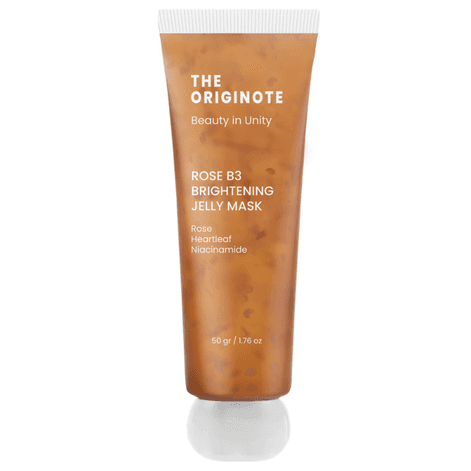 THE
ORIGINOTE
Beauty in Unity
ROSE B3
BRIGHTENING
JELLY MASK
Rose
Heartleaf
Niacinamide
50 gr / 1.76 oz